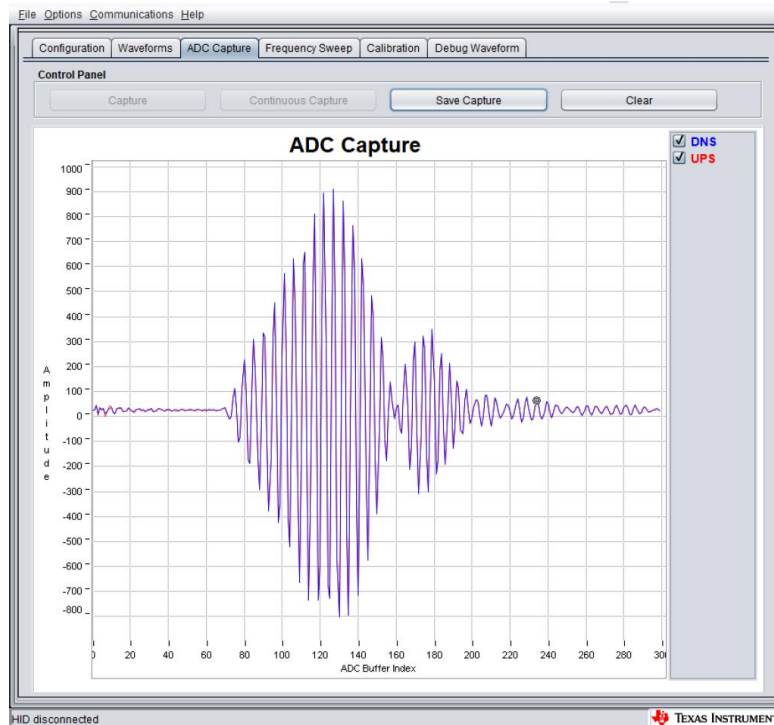 File Options Communications Help
Configuration Waveforms ADC Capture Frequency Sweep Calibration Debug Waveform
Control Panel
Capture Continuous Capture Save Capture Clear
ADC Capture
DNS
UPS
1000
900
800
700
600
500
400
300
200
100
0
-100
-200
-300
-400
-500
-600
-700
-800
Amplitude
0 20 40 60 80 100 120 140 160 180 200 220 240 260 280 30
ADC Buffer Index
HID disconnected
TEXAS INSTRUMEN